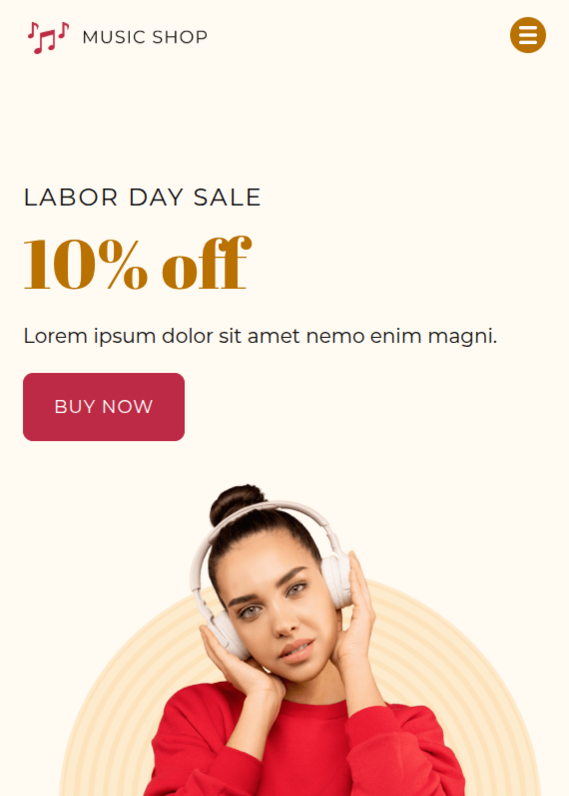 MUSIC SHOP
LABOR DAY SALE
10% off
Lorem ipsum dolor sit amet nemo enim magni.
BUY NOW